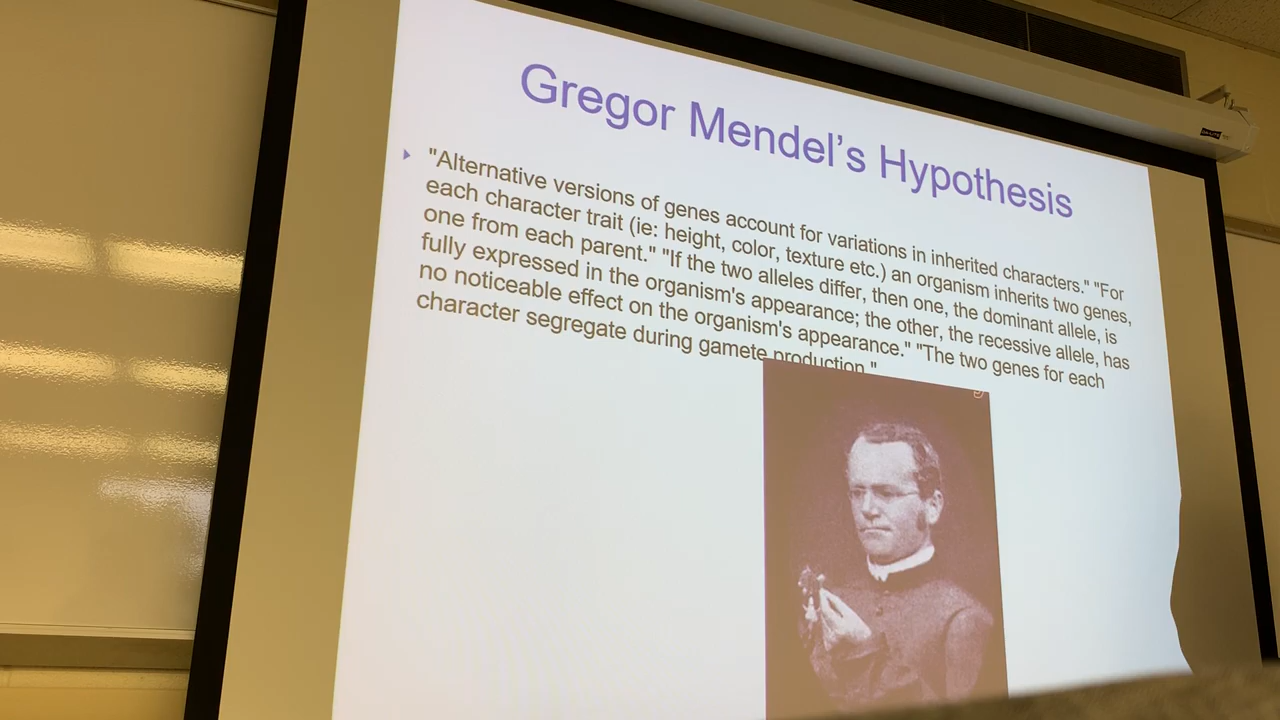 Gregor Mendel's Hypothesis
"Alternative versions of genes account for variations in inherited characters." "For
each character trait (ie: height, color, texture etc.) an organism inherits two genes,
one from each parent." "If the two alleles differ, then one, the dominant allele, is
fully expressed in the organism's appearance; the other, the recessive allele, has
no noticeable effect on the organism's appearance." "The two genes for each
character segregate during gamete production."